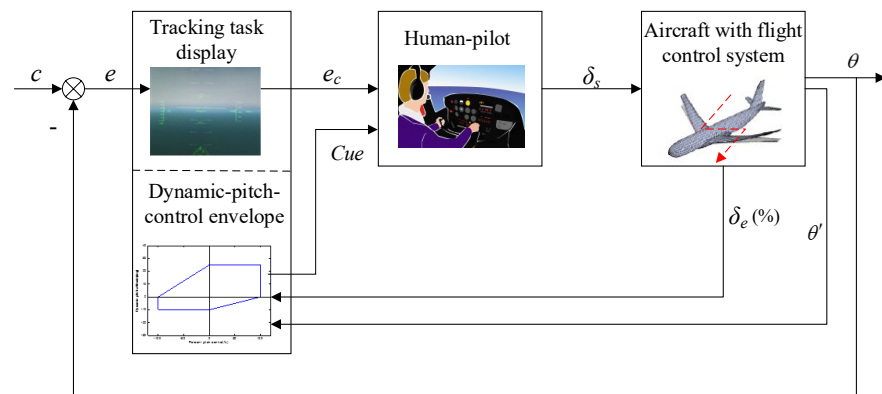 Tracking task
display
Human-pilot
Aircraft with flight
control system
c
e
e_c
δ_s
θ
-
Cue
Dynamic-pitch-
control envelope
δ_e (%)
θ'